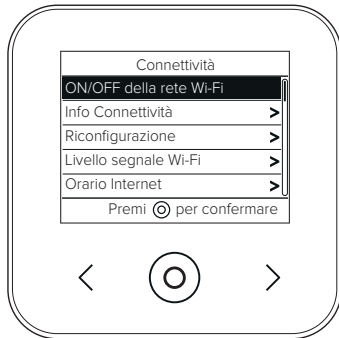 Connettività
ON/OFF della rete Wi-Fi
Info Connettività >
Riconfigurazione >
Livello segnale Wi-Fi >
Orario Internet >
Premi ◎ per confermare